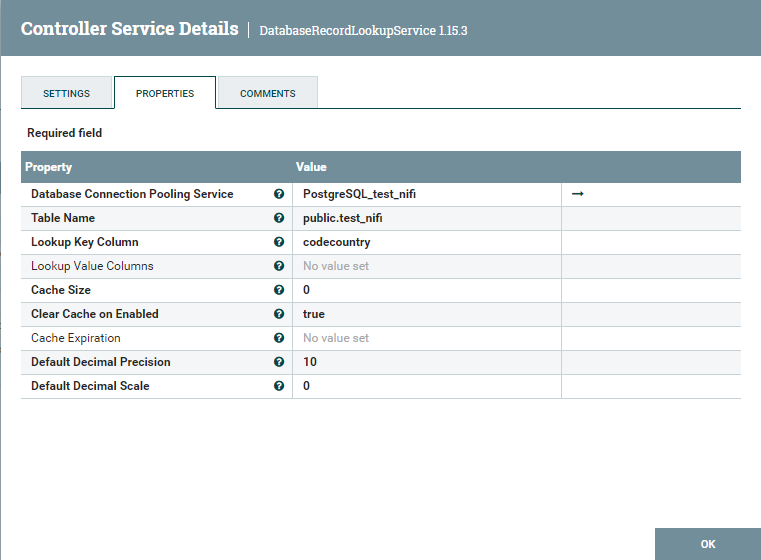 Controller Service Details | DatabaseRecordLookupService 1.15.3
SETTINGS PROPERTIES COMMENTS
Required field
Property Value
Database Connection Pooling Service PostgreSQL_test_nifi
Table Name public.test_nifi
Lookup Key Column codecountry
Lookup Value Columns No value set
Cache Size 0
Clear Cache on Enabled true
Cache Expiration No value set
Default Decimal Precision 10
Default Decimal Scale 0
OK